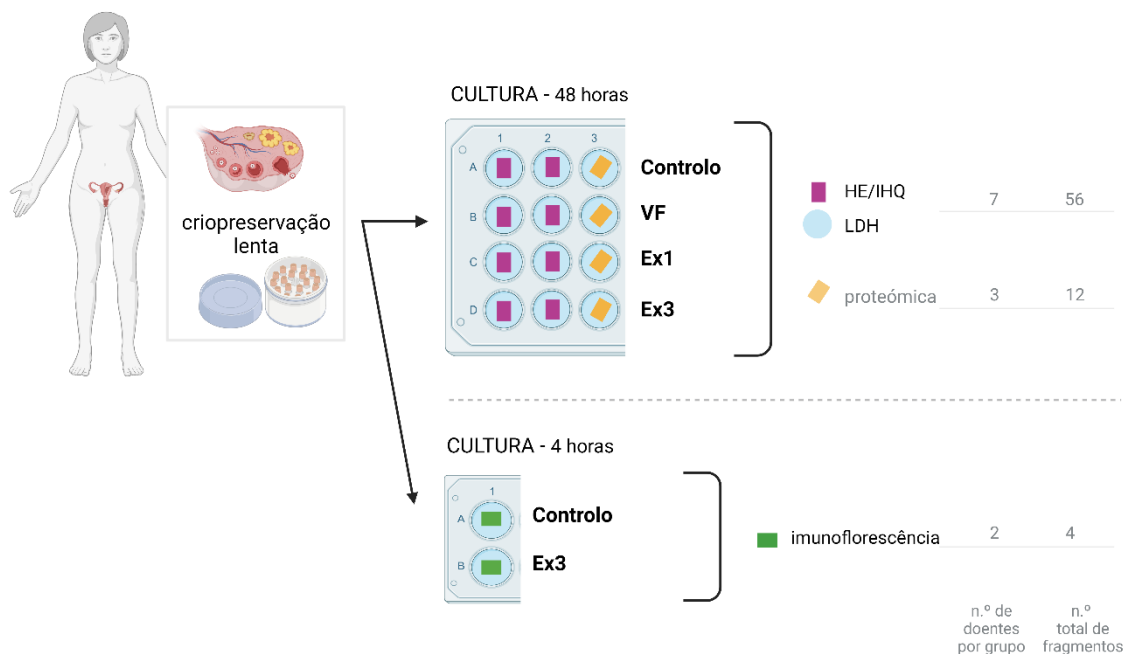 CULTURA - 48 horas
1 2 3
A Controlo
B VF
C Ex1
D Ex3
criopreservação
lenta
HE/IHQ
LDH
7 56
proteómica 3 12
CULTURA - 4 horas
1
A Controlo
B Ex3
imunoflorescência 2 4
n.º de
doentes
por grupo
n.º
total de
fragmentos